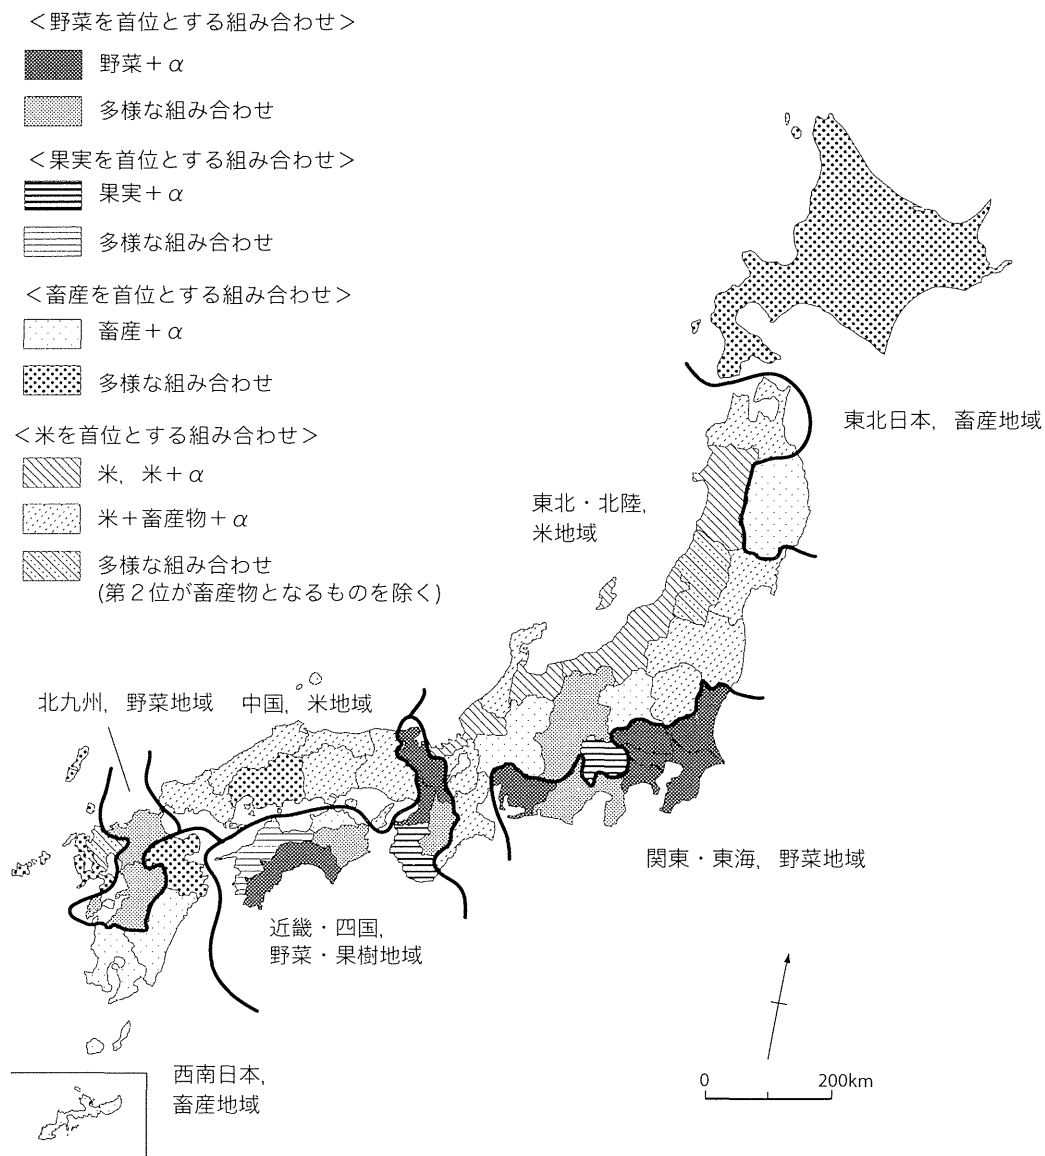 ＜野菜を首位とする組み合わせ＞
野菜＋α
多様な組み合わせ
＜果実を首位とする組み合わせ＞
果実＋α
多様な組み合わせ
＜畜産を首位とする組み合わせ＞
畜産＋α
多様な組み合わせ
＜米を首位とする組み合わせ＞
米，米＋α
米＋畜産物＋α
多様な組み合わせ
(第２位が畜産物となるものを除く)
東北日本，畜産地域
東北・北陸，
米地域
北九州，野菜地域
中国，米地域
関東・東海，野菜地域
近畿・四国，
野菜・果樹地域
西南日本，
畜産地域
0
200km